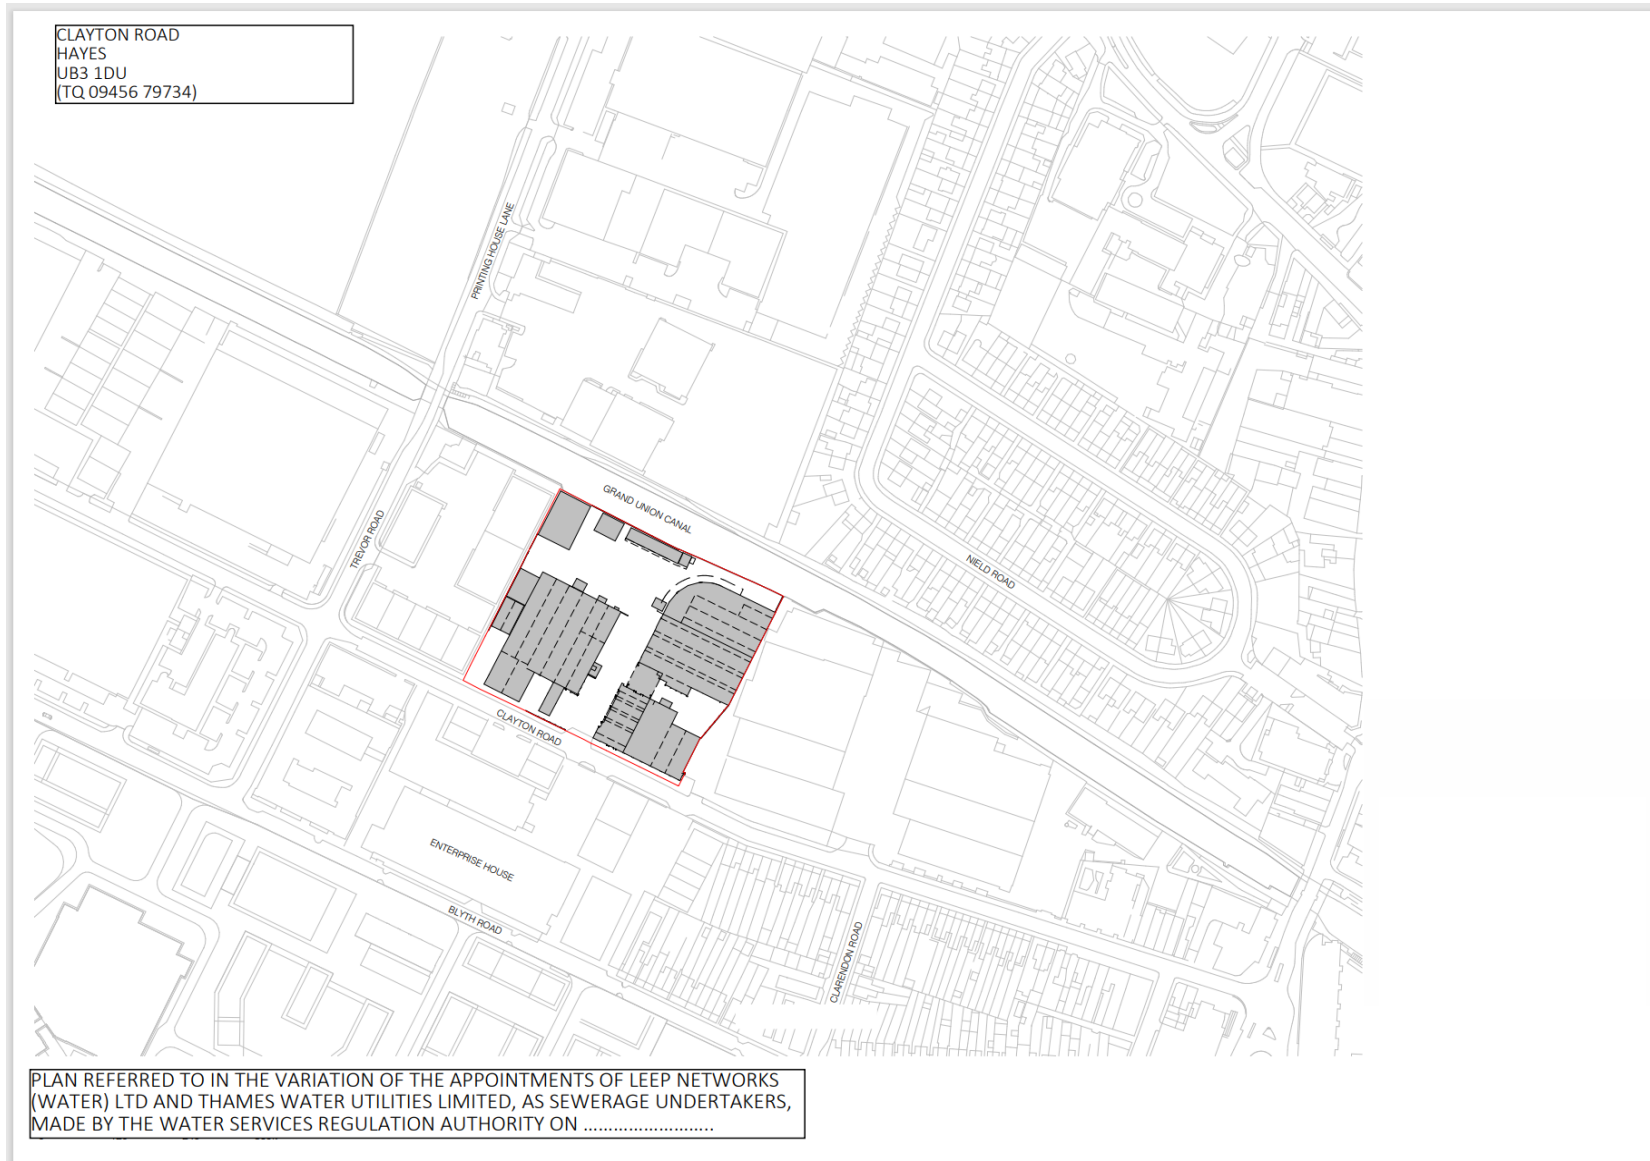 CLAYTON ROAD
HAYES
UB3 1DU
(TQ 09456 79734)
PRINTING HOUSE LANE
GRAND UNION CANAL
TREVOR ROAD
NIELD ROAD
CLAYTON ROAD
ENTERPRISE HOUSE
BLYTH ROAD
CLARENDON ROAD
PLAN REFERRED TO IN THE VARIATION OF THE APPOINTMENTS OF LEEP NETWORKS
(WATER) LTD AND THAMES WATER UTILITIES LIMITED, AS SEWERAGE UNDERTAKERS,
MADE BY THE WATER SERVICES REGULATION AUTHORITY ON ……………………..